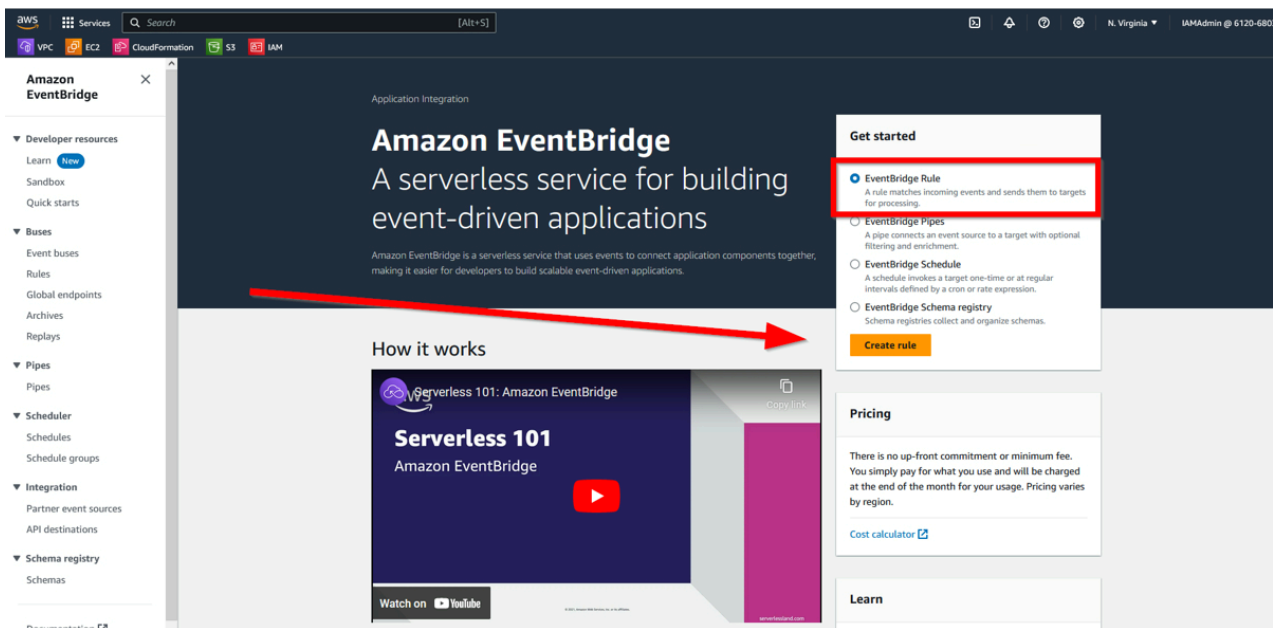 aws
Services
Search
[Alt+S]
N. Virginia
IAMAdmin @ 6120-680
VPC
EC2
CloudFormation
S3
IAM
Amazon
EventBridge
Developer resources
Learn New
Sandbox
Quick starts
Buses
Event buses
Rules
Global endpoints
Archives
Replays
Pipes
Pipes
Scheduler
Schedules
Schedule groups
Integration
Partner event sources
API destinations
Schema registry
Schemas
Documentation
Application Integration
Amazon EventBridge
A serverless service for building
event-driven applications
Amazon EventBridge is a serverless service that uses events to connect application components together,
making it easier for developers to build scalable event-driven applications.
Get started
EventBridge Rule
A rule matches incoming events and sends them to targets
for processing.
EventBridge Pipes
A pipe connects an event source to a target with optional
filtering and enrichment.
EventBridge Schedule
A schedule invokes a target one-time or at regular
intervals defined by a cron or rate expression.
EventBridge Schema registry
Schema registries collect and organize schemas.
Create rule
How it works
aws
Serverless 101: Amazon EventBridge
Copy link
Serverless 101
Amazon EventBridge
Watch on YouTube
serverlessland.com
Pricing
There is no up-front commitment or minimum fee.
You simply pay for what you use and will be charged
at the end of the month for your usage. Pricing varies
by region.
Cost calculator
Learn